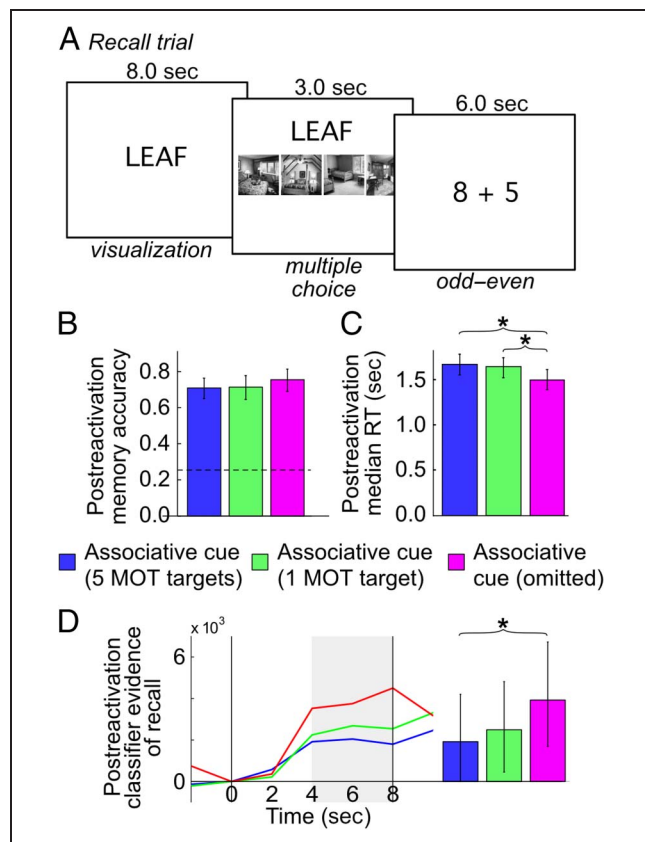 A Recall trial
8.0 sec
3.0 sec
6.0 sec
LEAF
LEAF
8 + 5
visualization
multiple
choice
odd–even
B
C
Postreactivation
memory accuracy
0.8
0.6
0.4
0.2
0.0
Postreactivation
median RT (sec)
1.5
1.0
0.5
0.0
*
*
Associative cue
(5 MOT targets)
Associative cue
(1 MOT target)
Associative
cue (omitted)
D
Postreactivation
classifier evidence
of recall
x 10³
6
0
0 2 4 6 8
Time (sec)
*